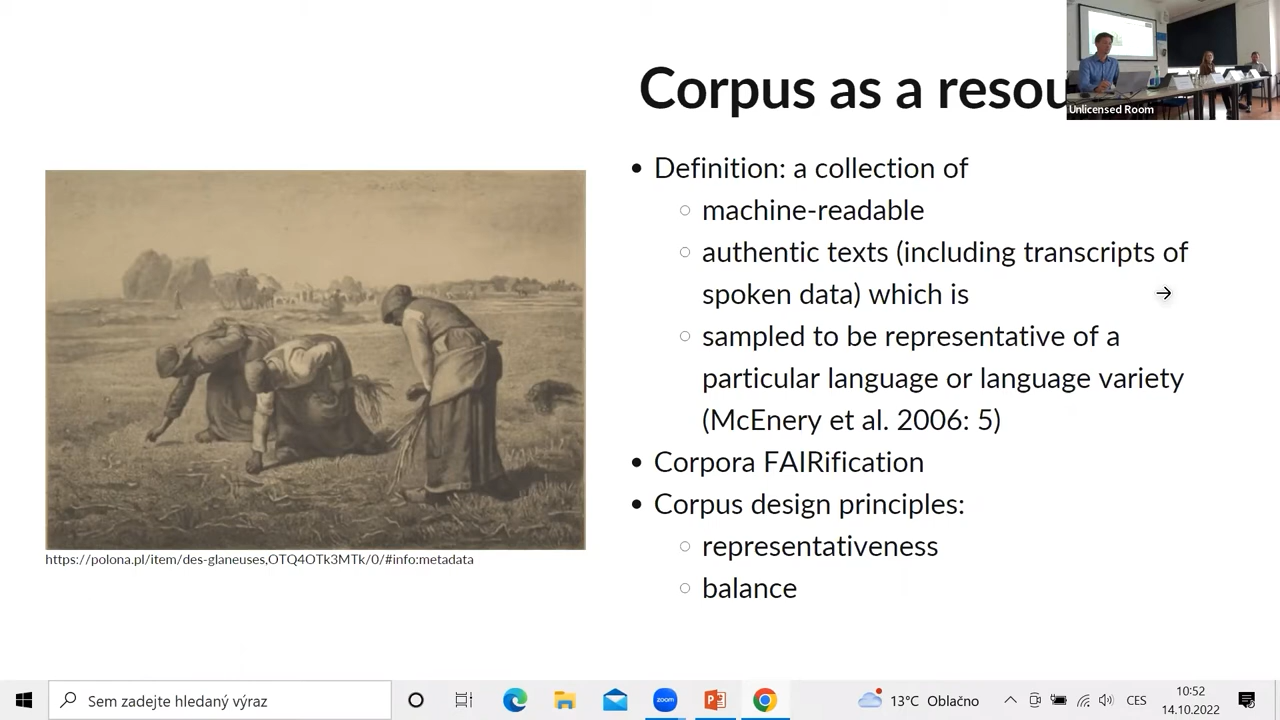 Corpus as a resou
Unlicensed Room
• Definition: a collection of
○ machine-readable
○ authentic texts (including transcripts of
spoken data) which is
○ sampled to be representative of a
particular language or language variety
(McEnery et al. 2006: 5)
• Corpora FAIRification
• Corpus design principles:
○ representativeness
○ balance
https://polona.pl/item/des-glaneuses,OTQ4OTk3MTk/0/#info:metadata
Sem zadejte hledaný výraz
zoom
13°C Oblačno
CES
10:52
14.10.2022